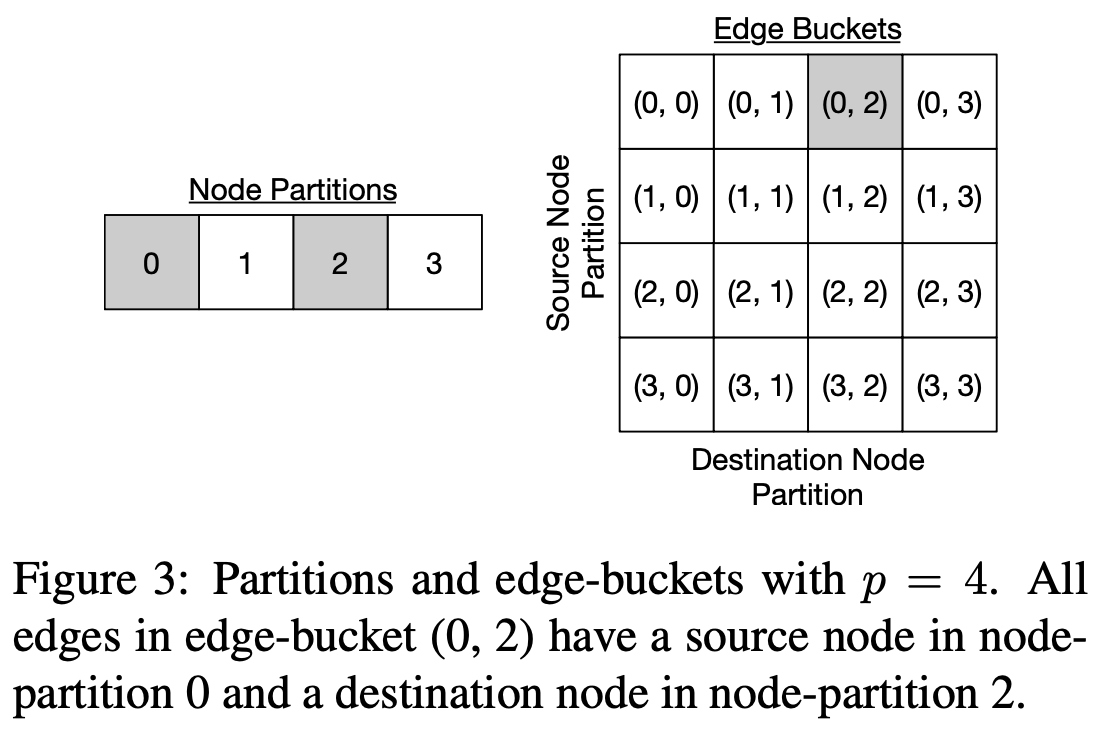 Node Partitions
0 1 2 3
Edge Buckets
Source Node
Partition
(0, 0) (0, 1) (0, 2) (0, 3)
(1, 0) (1, 1) (1, 2) (1, 3)
(2, 0) (2, 1) (2, 2) (2, 3)
(3, 0) (3, 1) (3, 2) (3, 3)
Destination Node
Partition
Figure 3: Partitions and edge-buckets with p = 4. All
edges in edge-bucket (0, 2) have a source node in node-
partition 0 and a destination node in node-partition 2.